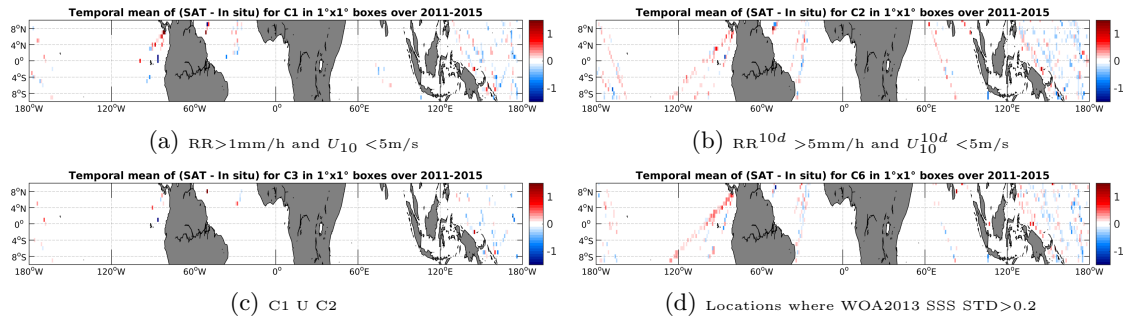 Temporal mean of (SAT - In situ) for C1 in 1°x1° boxes over 2011-2015
8°N
4°N
0°
4°S
8°S
180°W 120°W 60°W 0° 60°E 120°E 180°W
1
0
-1
(a) RR>1mm/h and U10 <5m/s
Temporal mean of (SAT - In situ) for C2 in 1°x1° boxes over 2011-2015
8°N
4°N
0°
4°S
8°S
180°W 120°W 60°W 0° 60°E 120°E 180°W
1
0
-1
(b) RR^10d >5mm/h and U10^10d <5m/s
Temporal mean of (SAT - In situ) for C3 in 1°x1° boxes over 2011-2015
8°N
4°N
0°
4°S
8°S
180°W 120°W 60°W 0° 60°E 120°E 180°W
1
0
-1
(c) C1 U C2
Temporal mean of (SAT - In situ) for C6 in 1°x1° boxes over 2011-2015
8°N
4°N
0°
4°S
8°S
180°W 120°W 60°W 0° 60°E 120°E 180°W
1
0
-1
(d) Locations where WOA2013 SSS STD>0.2